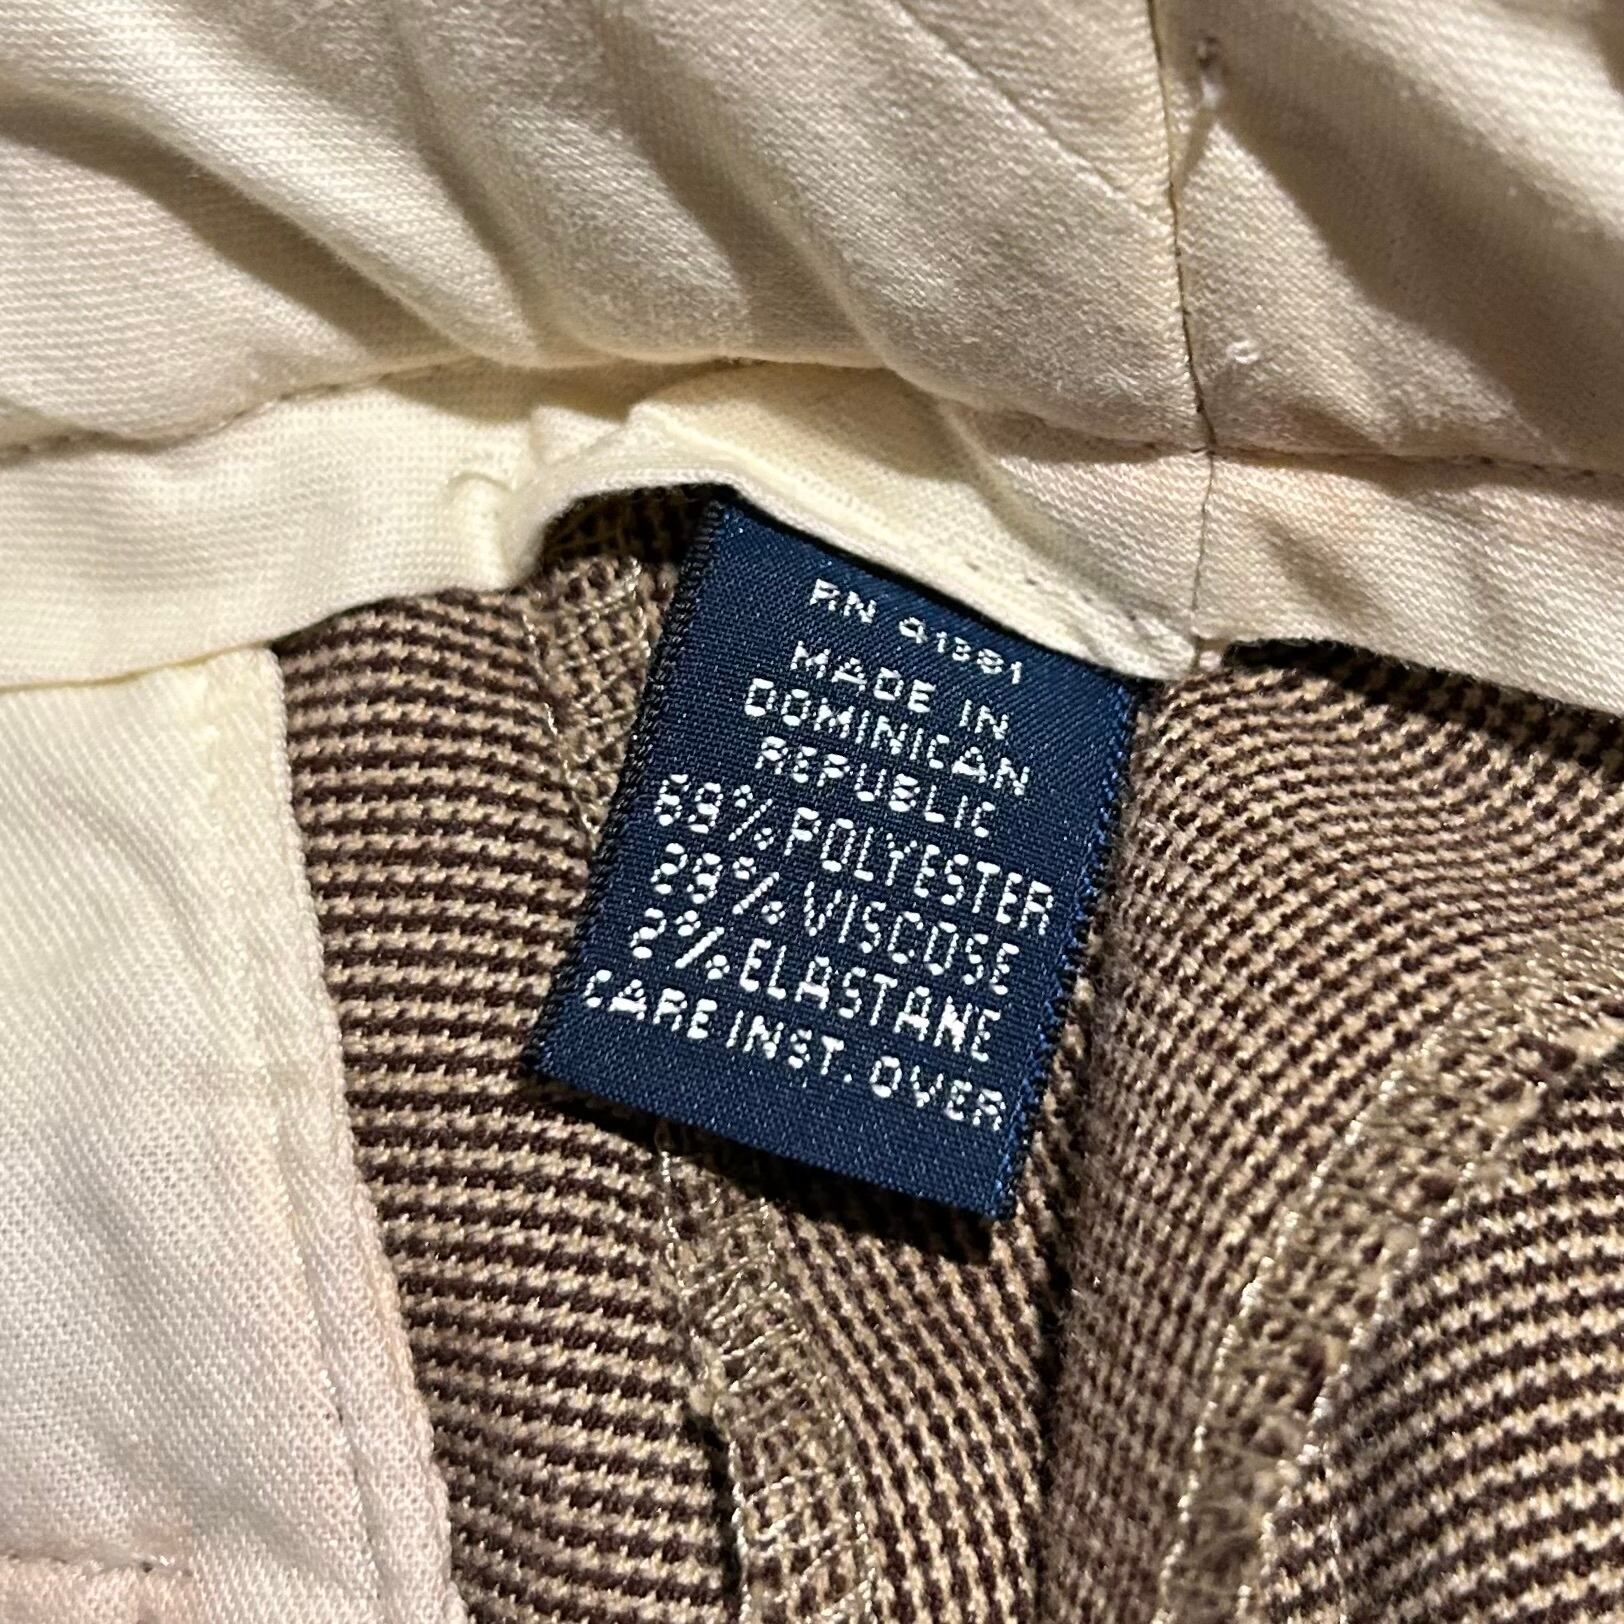 RN 41381
MADE IN
DOMINICAN
REPUBLIC
69% POLYESTER
29% VISCOSE
2% ELASTANE
CARE INST. OVER